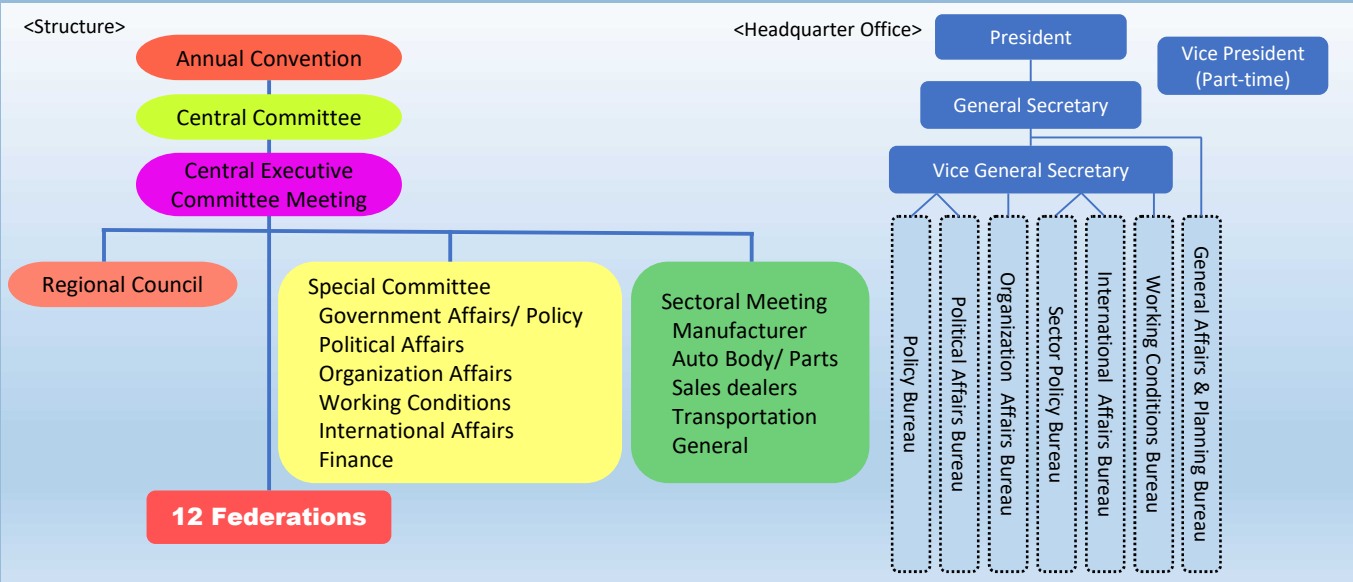 <Structure>
Annual Convention
Central Committee
Central Executive
Committee Meeting
Regional Council
Special Committee
Government Affairs/ Policy
Political Affairs
Organization Affairs
Working Conditions
International Affairs
Finance
Sectoral Meeting
Manufacturer
Auto Body/ Parts
Sales dealers
Transportation
General
12 Federations
<Headquarter Office>
President
Vice President
(Part-time)
General Secretary
Vice General Secretary
Policy Bureau
Political Affairs Bureau
Organization Affairs Bureau
Sector Policy Bureau
International Affairs Bureau
Working Conditions Bureau
General Affairs & Planning Bureau